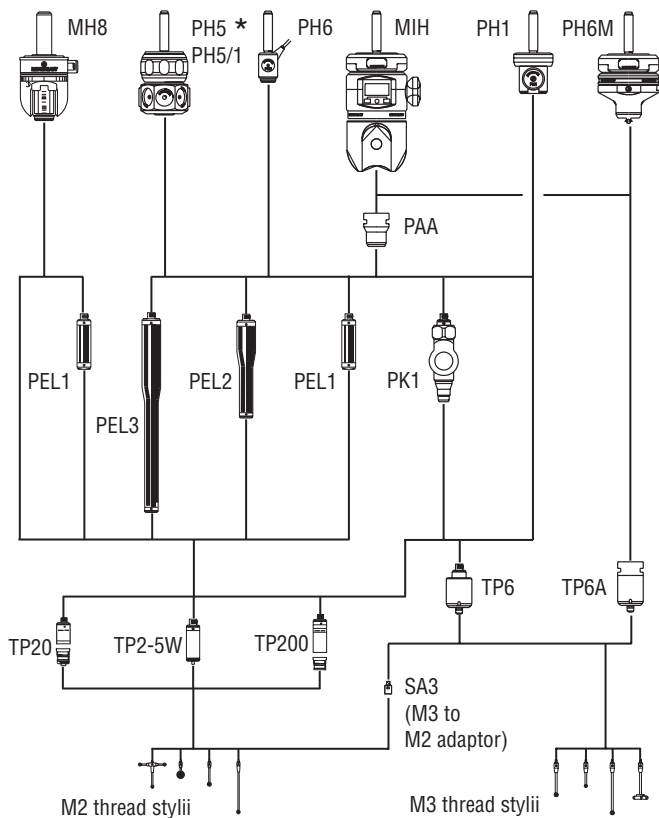 MH8
PH5 *
PH5/1
PH6
MIH
PH1
PH6M
PAA
PEL1
PEL3
PEL2
PEL1
PK1
TP20
TP2-5W
TP200
TP6
TP6A
SA3
(M3 to
M2 adaptor)
M2 thread stylii
M3 thread stylii